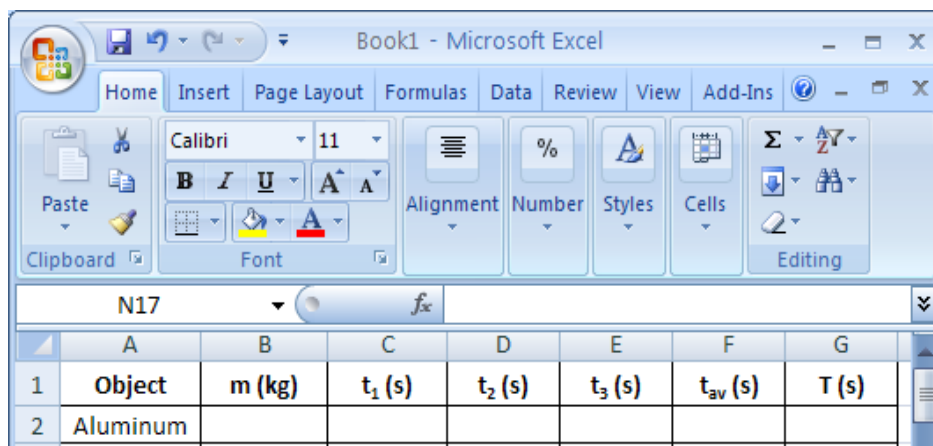 Book1 - Microsoft Excel
Home Insert Page Layout Formulas Data Review View Add-Ins
Calibri 11
% A
Σ A Z
B I U A A
Paste
Alignment Number Styles Cells
A
Clipboard Font Editing
N17 fx
A B C D E F G
1 Object m (kg) t₁ (s) t₂ (s) t₃ (s) tₐᵥ (s) T (s)
2 Aluminum